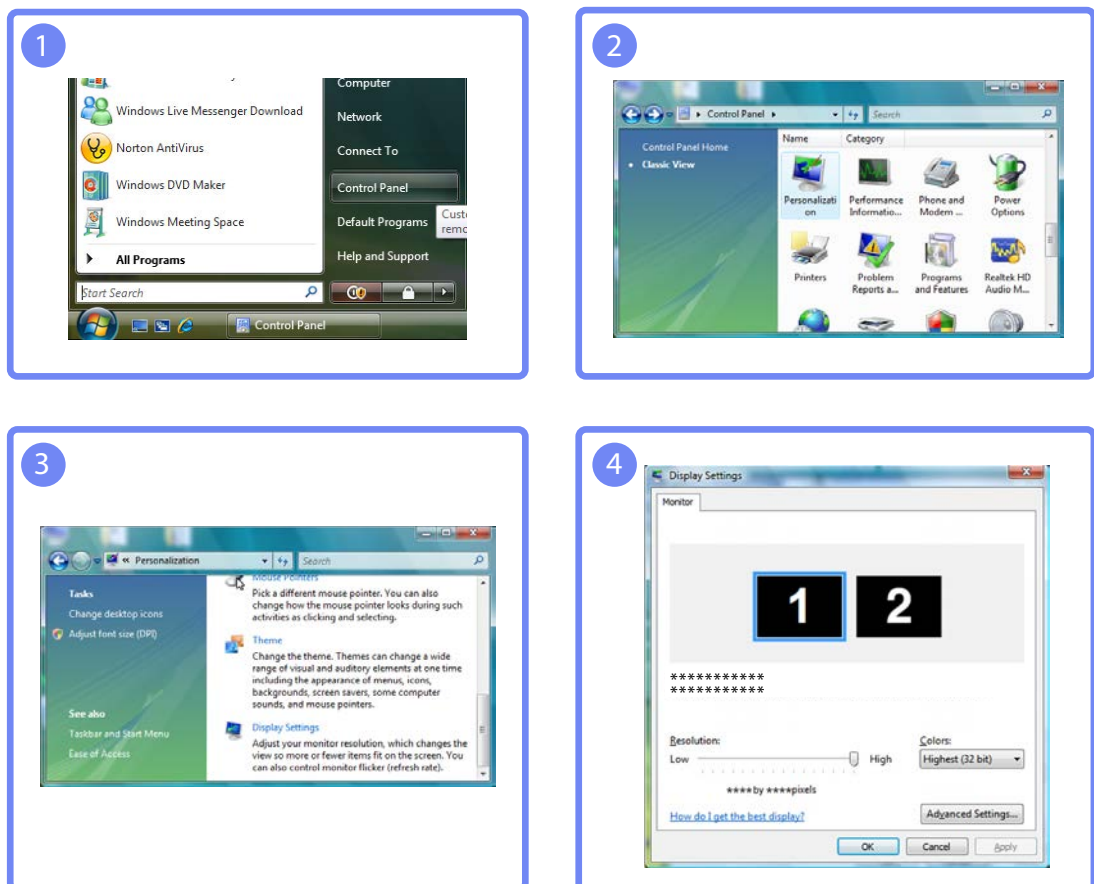 1
Computer
Windows Live Messenger Download
Network
Norton AntiVirus
Connect To
Windows DVD Maker
Control Panel
Windows Meeting Space
Default Programs
All Programs
Help and Support
Start Search
Control Panel
2
Control Panel
Search
Control Panel Home
Classic View
Name Category
Personalizati
on
Performance
Informatio...
Phone and
Modem ...
Power
Options
Printers
Problem
Reports a...
Programs
and Features
Realtek HD
Audio M...
3
« Personalization
Search
Tasks
Change desktop icons
Adjust font size (DPI)
See also
Taskbar and Start Menu
Ease of Access
Mouse Pointers
Pick a different mouse pointer. You can also
change how the mouse pointer looks during such
activities as clicking and selecting.
Theme
Change the theme. Themes can change a wide
range of visual and auditory elements at one time
including the appearance of menus, icons,
backgrounds, screen savers, some computer
sounds, and mouse pointers.
Display Settings
Adjust your monitor resolution, which changes the
view so more or fewer items fit on the screen. You
can also control monitor flicker (refresh rate).
4
Display Settings
Monitor
1 2
***********
***********
Resolution:
Low High
****by ****pixels
Colors:
Highest (32 bit)
How do I get the best display?
Advanced Settings...
OK Cancel Apply